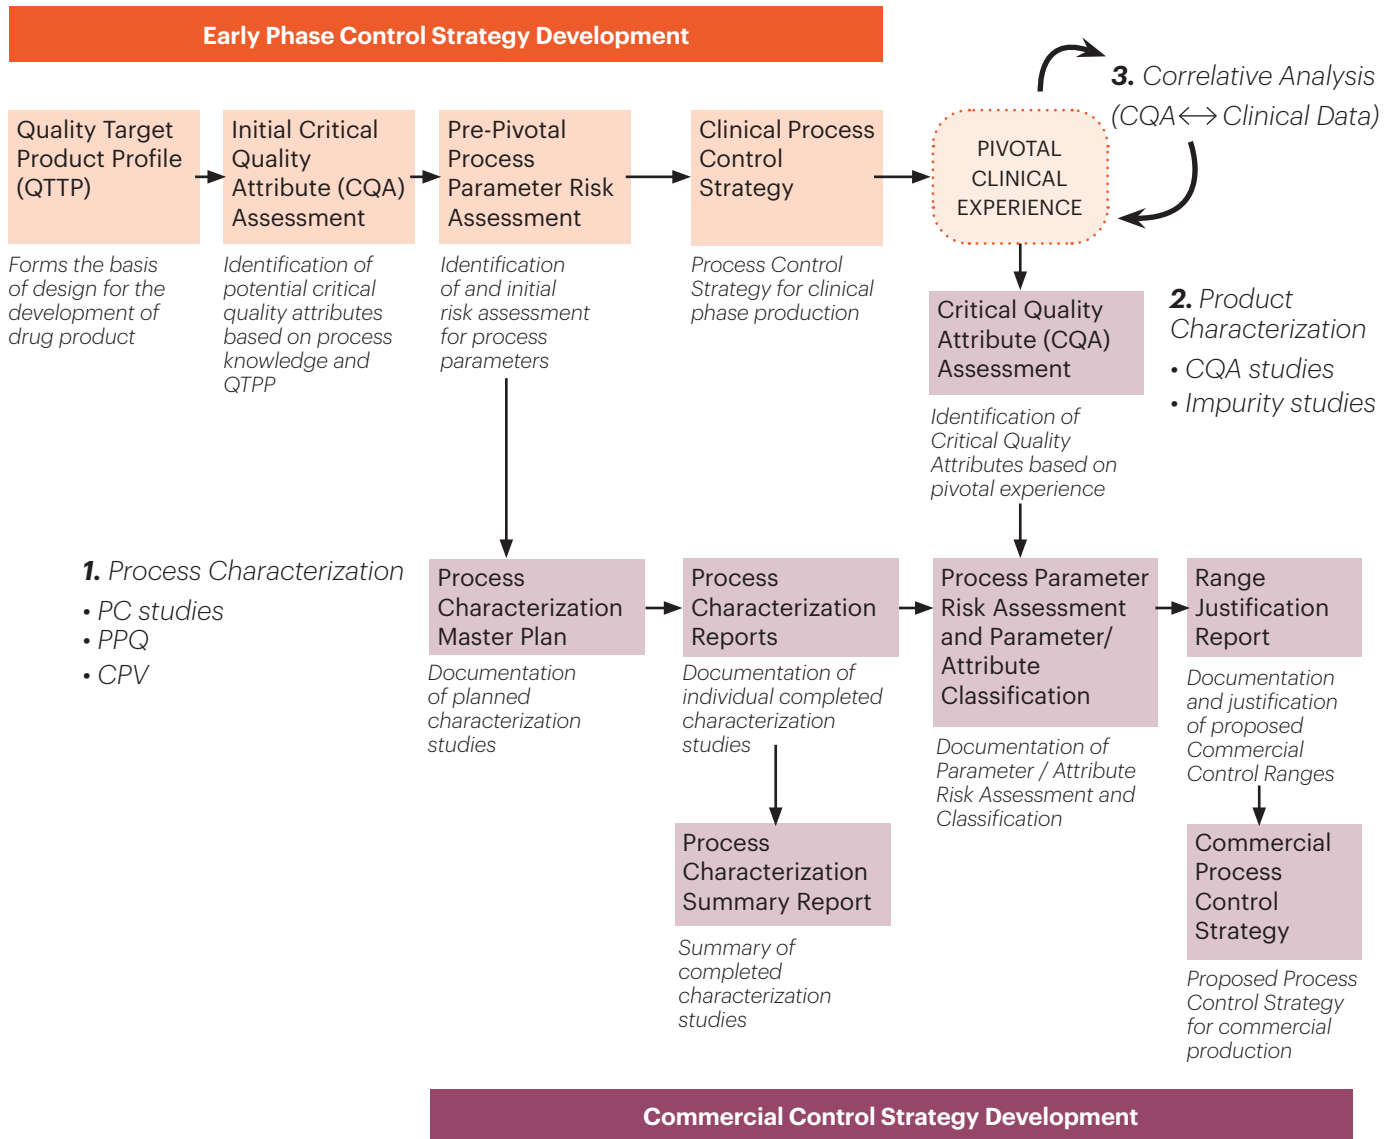 Early Phase Control Strategy Development
3. Correlative Analysis
(CQA⟷Clinical Data)
Quality Target
Product Profile
(QTTP)
Initial Critical
Quality
Attribute (CQA)
Assessment
Pre-Pivotal
Process
Parameter Risk
Assessment
Clinical Process
Control
Strategy
PIVOTAL
CLINICAL
EXPERIENCE
Forms the basis
of design for the
development of
drug product
Identification of
potential critical
quality attributes
based on process
knowledge and
QTPP
Identification
of and initial
risk assessment
for process
parameters
Process Control
Strategy for clinical
phase production
Critical Quality
Attribute (CQA)
Assessment
2. Product
Characterization
• CQA studies
• Impurity studies
Identification of
Critical Quality
Attributes based on
pivotal experience
1. Process Characterization
• PC studies
• PPQ
• CPV
Process
Characterization
Master Plan
Process
Characterization
Reports
Process Parameter
Risk Assessment
and Parameter/
Attribute
Classification
Range
Justification
Report
Documentation
of planned
characterization
studies
Documentation of
individual completed
characterization
studies
Documentation of
Parameter / Attribute
Risk Assessment and
Classification
Documentation
and justification
of proposed
Commercial
Control Ranges
Process
Characterization
Summary Report
Commercial
Process
Control
Strategy
Summary of
completed
characterization
studies
Proposed Process
Control Strategy
for commercial
production
Commercial Control Strategy Development